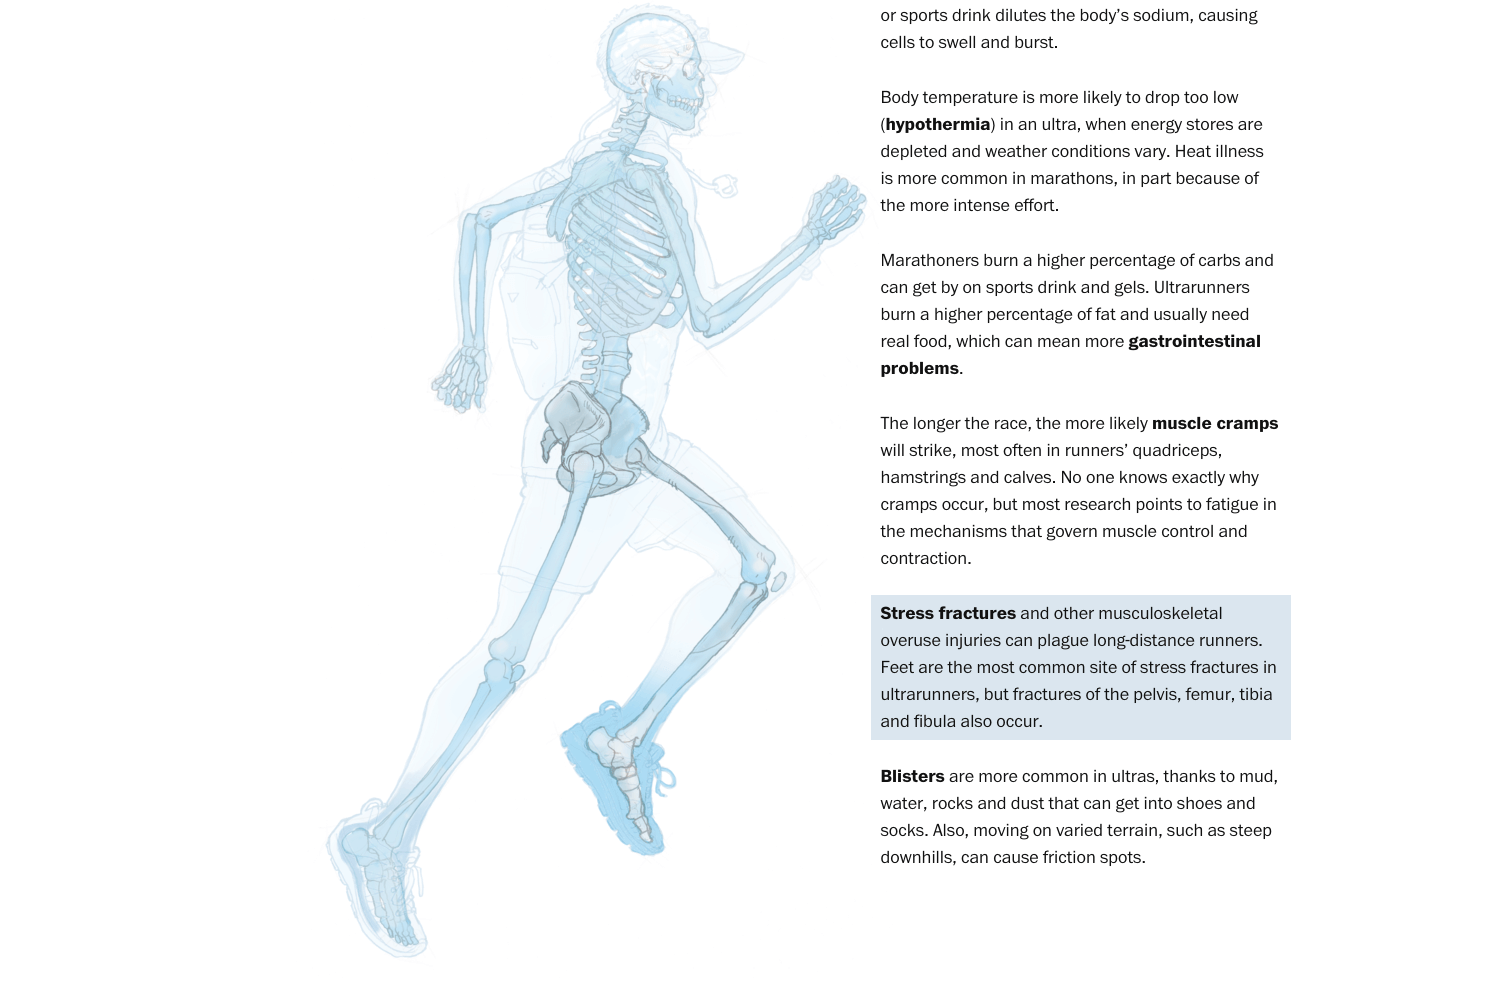 or sports drink dilutes the body’s sodium, causing
cells to swell and burst.
Body temperature is more likely to drop too low
(hypothermia) in an ultra, when energy stores are
depleted and weather conditions vary. Heat illness
is more common in marathons, in part because of
the more intense effort.
Marathoners burn a higher percentage of carbs and
can get by on sports drink and gels. Ultrarunners
burn a higher percentage of fat and usually need
real food, which can mean more gastrointestinal
problems.
The longer the race, the more likely muscle cramps
will strike, most often in runners’ quadriceps,
hamstrings and calves. No one knows exactly why
cramps occur, but most research points to fatigue in
the mechanisms that govern muscle control and
contraction.
Stress fractures and other musculoskeletal
overuse injuries can plague long-distance runners.
Feet are the most common site of stress fractures in
ultrarunners, but fractures of the pelvis, femur, tibia
and fibula also occur.
Blisters are more common in ultras, thanks to mud,
water, rocks and dust that can get into shoes and
socks. Also, moving on varied terrain, such as steep
downhills, can cause friction spots.